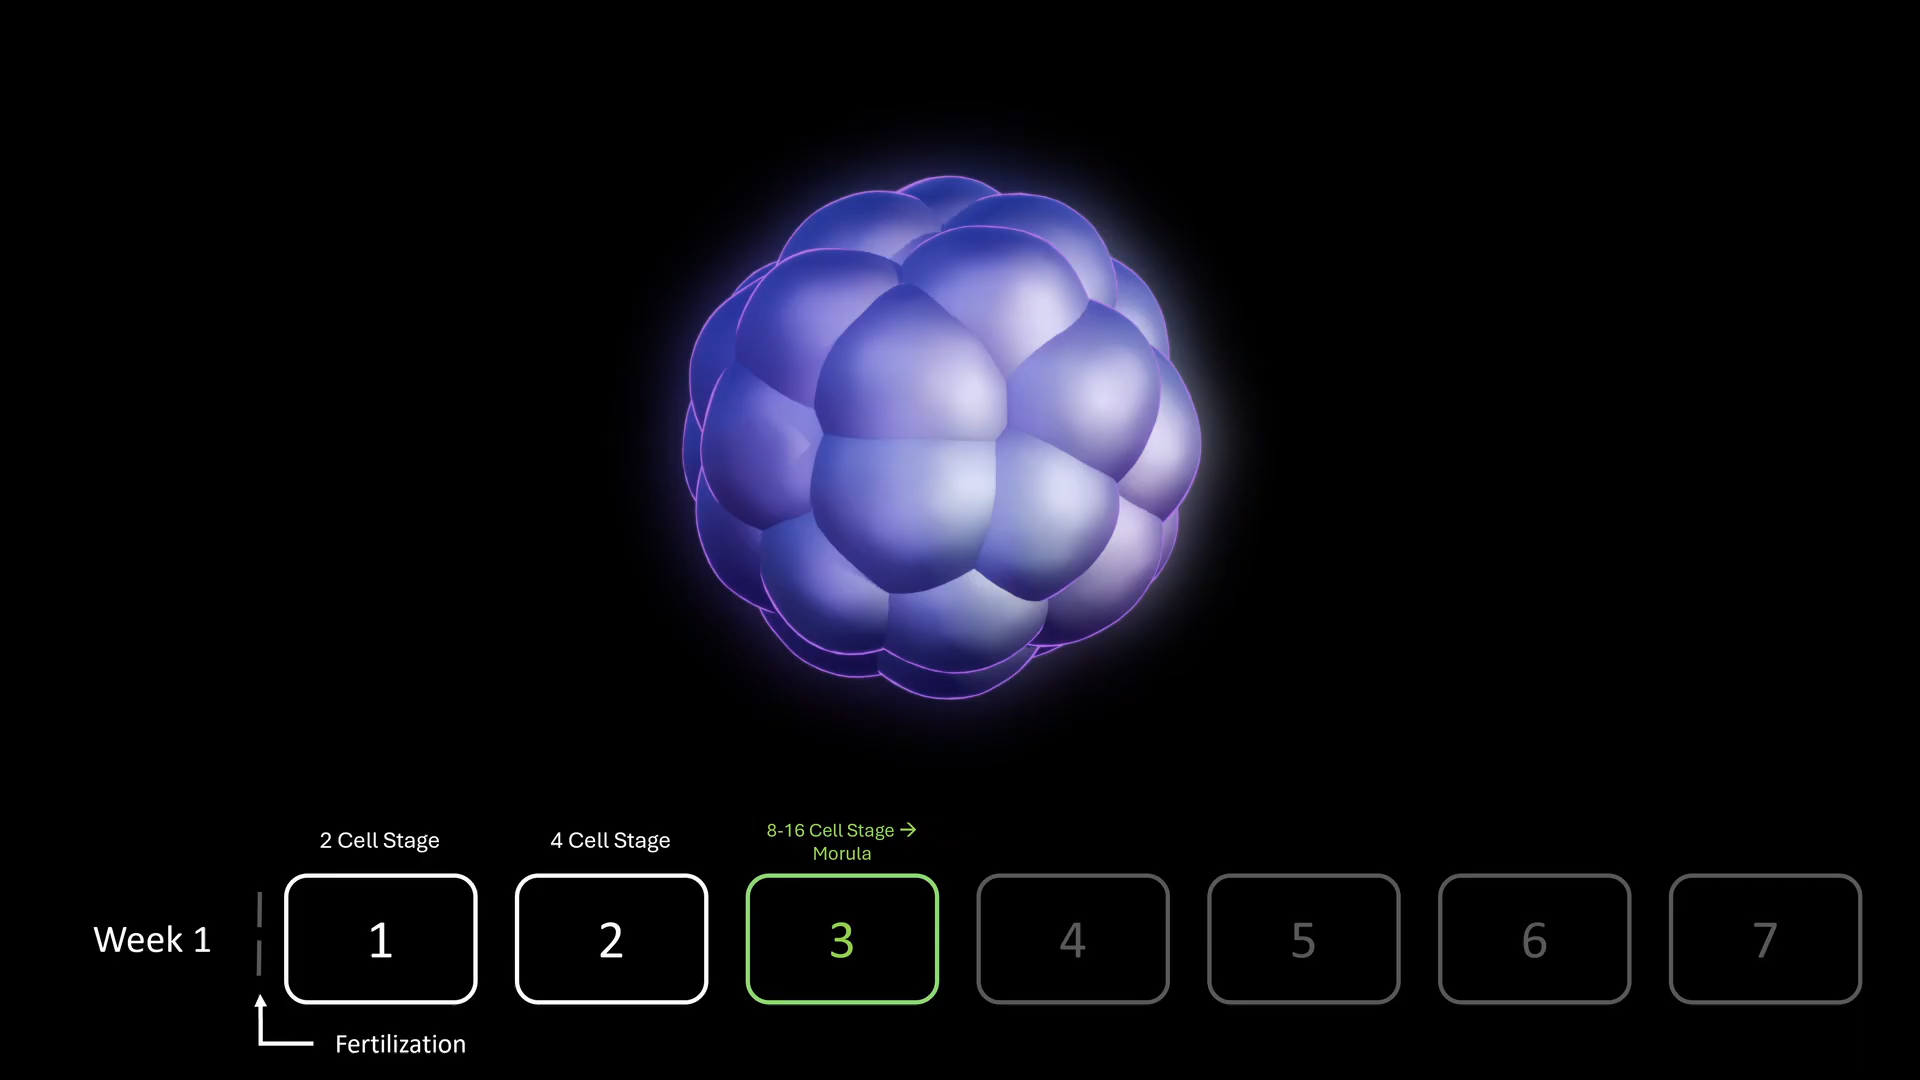 2 Cell Stage
4 Cell Stage
8-16 Cell Stage →
Morula
Week 1
1
2
3
4
5
6
7
Fertilization